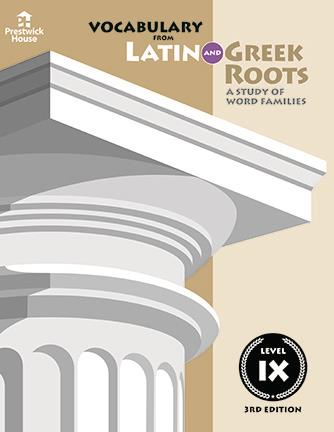 Prestwick
House
VOCABULARY
FROM
LATIN AND GREEK
ROOTS
A STUDY OF
WORD FAMILIES
LEVEL
IX
3RD EDITION